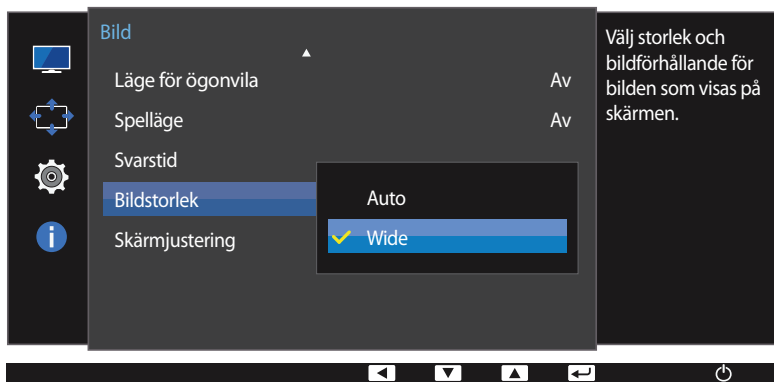 Bild
Läge för ögonvila Av
Spelläge Av
Svarstid
Bildstorlek
Auto
Wide
Skärmjustering
Välj storlek och
bildförhållande för
bilden som visas på
skärmen.